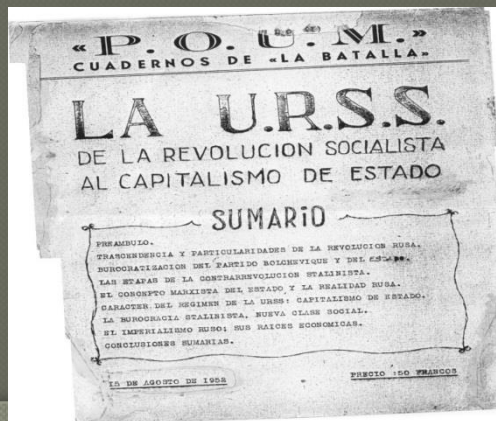 « P. O. U. M. »
CUADERNOS DE «LA BATALLA»
LA U.R.S.S.
DE LA REVOLUCION SOCIALISTA
AL CAPITALISMO DE ESTADO
SUMARiO
PREAMBULO.
TRASCENDENCIA Y PARTICULARIDADES DE LA REVOLUCION RUSA.
BUROCRATIZACION DEL PARTIDO BOLCHEVIQUE Y DEL ESTADO.
LAS ETAPAS DE LA CONTRARREVOLUCION STALINISTA.
EL CONCEPTO MARXISTA DEL ESTADO Y LA REALIDAD RUSA.
CARACTER DEL REGIMEN DE LA URSS: CAPITALISMO DE ESTADO.
LA BUROCRACIA STALINISTA, NUEVA CLASE SOCIAL.
EL IMPERIALISMO RUSO: SUS RAICES ECONOMICAS.
CONCLUSIONES SUMARIAS.
15 DE AGOSTO DE 1952
PRECIO :50 FRANCOS